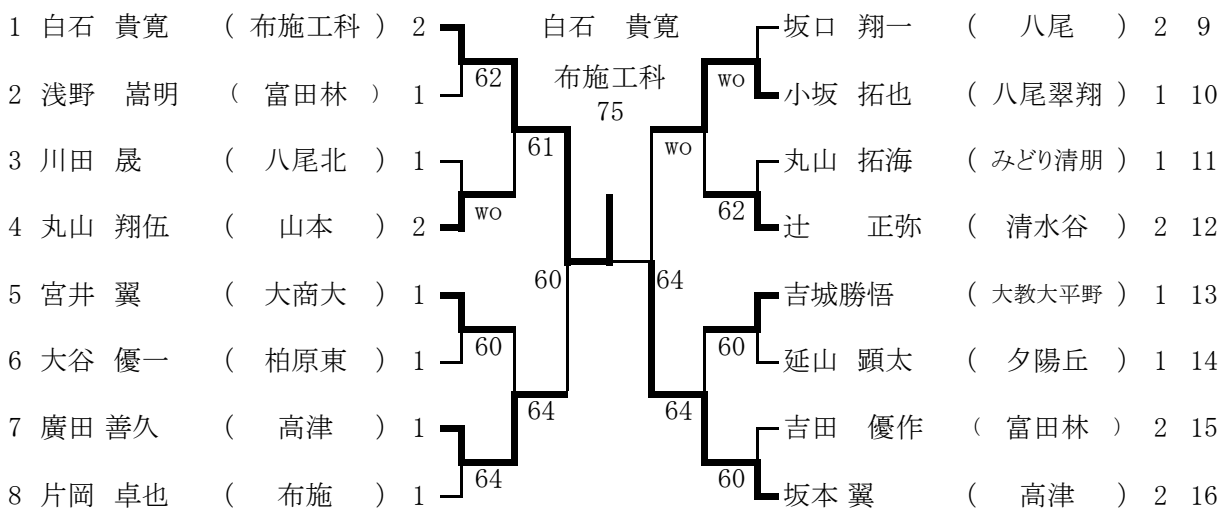 1 白石 貴寛 ( 布施工科 ) 2
2 浅野 嵩明 ( 富田林 ) 1
3 川田 晟 ( 八尾北 ) 1
4 丸山 翔伍 ( 山本 ) 2
5 宮井 翼 ( 大商大 ) 1
6 大谷 優一 ( 柏原東 ) 1
7 廣田 善久 ( 高津 ) 1
8 片岡 卓也 ( 布施 ) 1
62
wo
60
64
61
64
60
白石 貴寛
布施工科
75
64
wo
64
wo
62
60
60
坂口 翔一 ( 八尾 ) 2 9
小坂 拓也 ( 八尾翠翔 ) 1 10
丸山 拓海 ( みどり清朋 ) 1 11
辻 正弥 ( 清水谷 ) 2 12
吉城勝悟 ( 大教大平野 ) 1 13
延山 顕太 ( 夕陽丘 ) 1 14
吉田 優作 ( 富田林 ) 2 15
坂本 翼 ( 高津 ) 2 16